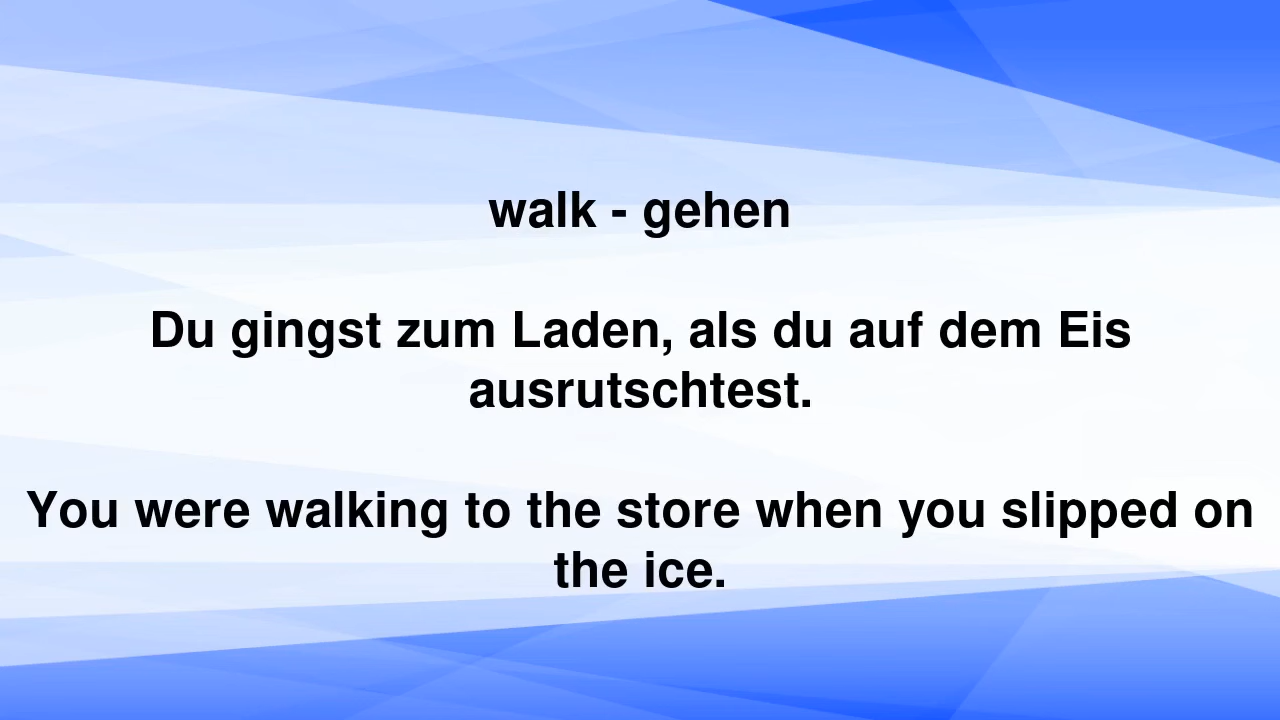 walk - gehen
Du gingst zum Laden, als du auf dem Eis
ausrutschtest.
You were walking to the store when you slipped on
the ice.